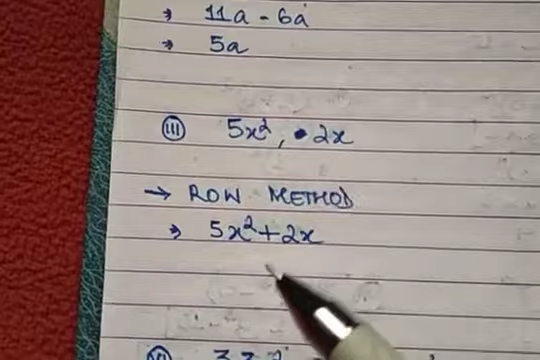 ⇒ 11a - 6a
⇒ 5a
(III) 5x², 2x
→ ROW METHOD
⇒ 5x²+2x